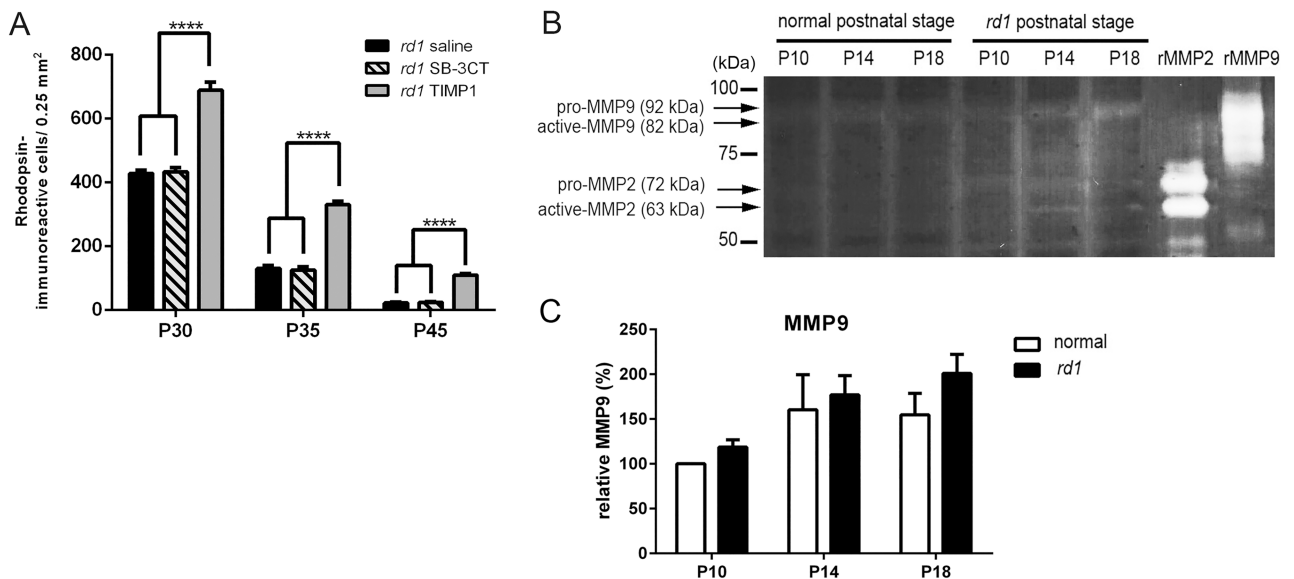 A
Rhodopsin-
immunoreactive cells/ 0.25 mm²
800
600
400
200
0
****
****
****
P30
P35
P45
rd1 saline
rd1 SB-3CT
rd1 TIMP1
B
normal postnatal stage
rd1 postnatal stage
(kDa)
P10
P14
P18
P10
P14
P18
rMMP2
rMMP9
100
pro-MMP9 (92 kDa)
active-MMP9 (82 kDa)
75
pro-MMP2 (72 kDa)
active-MMP2 (63 kDa)
50
C
MMP9
relative MMP9 (%)
250
200
150
100
50
0
P10
P14
P18
normal
rd1